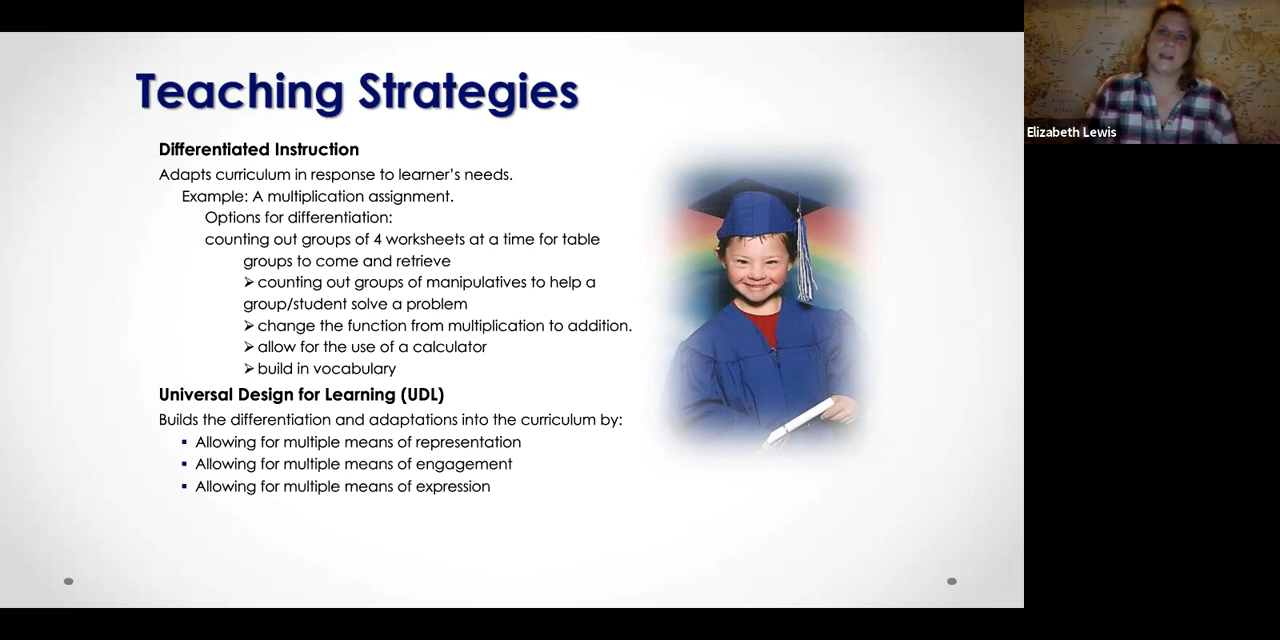 Teaching Strategies
Differentiated Instruction
Adapts curriculum in response to learner’s needs.
Example: A multiplication assignment.
Options for differentiation:
counting out groups of 4 worksheets at a time for table
groups to come and retrieve
➢counting out groups of manipulatives to help a
group/student solve a problem
➢change the function from multiplication to addition.
➢allow for the use of a calculator
➢build in vocabulary
Universal Design for Learning (UDL)
Builds the differentiation and adaptations into the curriculum by:
▪ Allowing for multiple means of representation
▪ Allowing for multiple means of engagement
▪ Allowing for multiple means of expression
Elizabeth Lewis